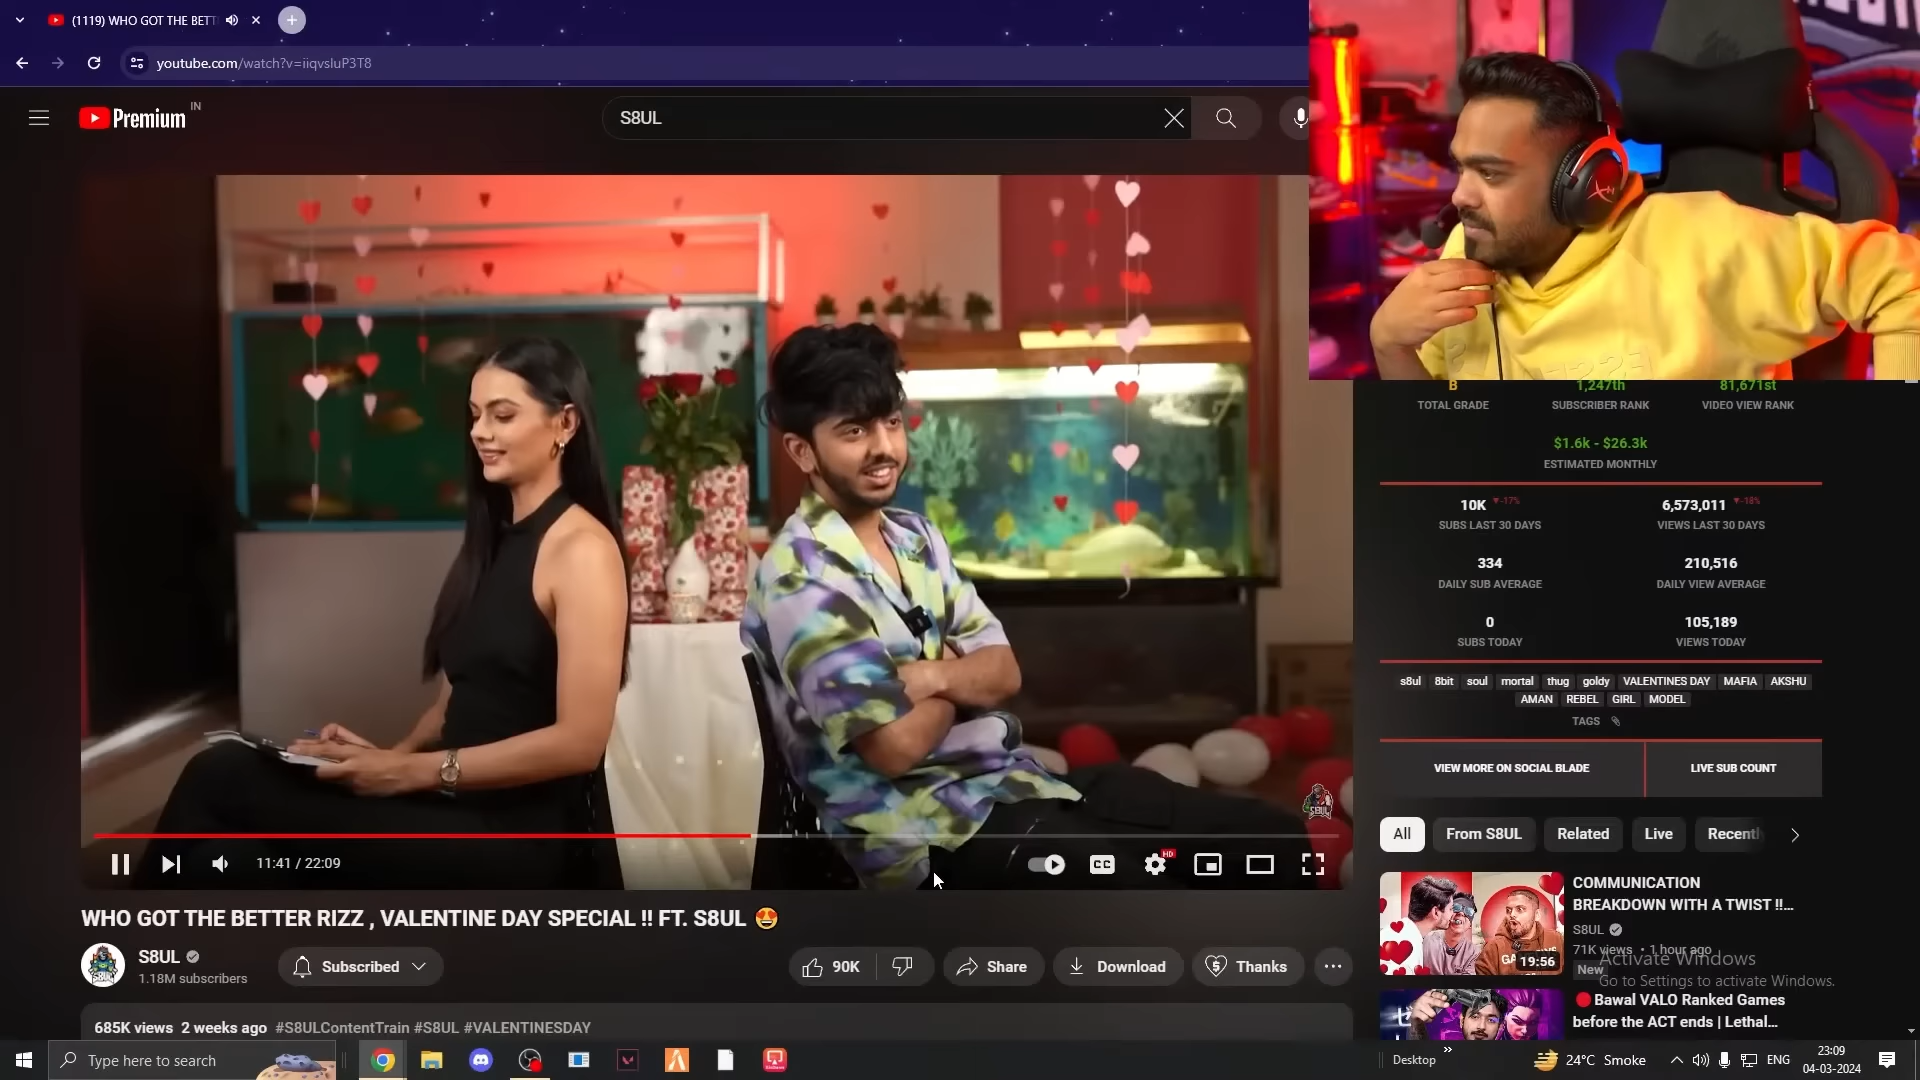 (1119) WHO GOT THE BETT
youtube.com/watch?v=iiqvsluP3T8
Premium IN
S8UL
B 1,247th 81,671st
TOTAL GRADE SUBSCRIBER RANK VIDEO VIEW RANK
$1.6k - $26.3k
ESTIMATED MONTHLY
10K -17% 6,573,011 -18%
SUBS LAST 30 DAYS VIEWS LAST 30 DAYS
334 210,516
DAILY SUB AVERAGE DAILY VIEW AVERAGE
0 105,189
SUBS TODAY VIEWS TODAY
s8ul 8bit soul mortal thug goldy VALENTINES DAY MAFIA AKSHU
AMAN REBEL GIRL MODEL
TAGS
VIEW MORE ON SOCIAL BLADE LIVE SUB COUNT
S8UL
11:41 / 22:09
CC HD
All From S8UL Related Live Recent
WHO GOT THE BETTER RIZZ , VALENTINE DAY SPECIAL !! FT. S8UL 😍
S8UL
1.18M subscribers
Subscribed
90K Share Download Thanks
685K views 2 weeks ago #S8ULContentTrain #S8UL #VALENTINESDAY
COMMUNICATION
BREAKDOWN WITH A TWIST !!...
S8UL
71K views • 1 hour ago
New
19:56
Activate Windows
Go to Settings to activate Windows.
🔴 Bawal VALO Ranked Games
before the ACT ends | Lethal...
Type here to search
Desktop
24°C Smoke
ENG
23:09
04-03-2024